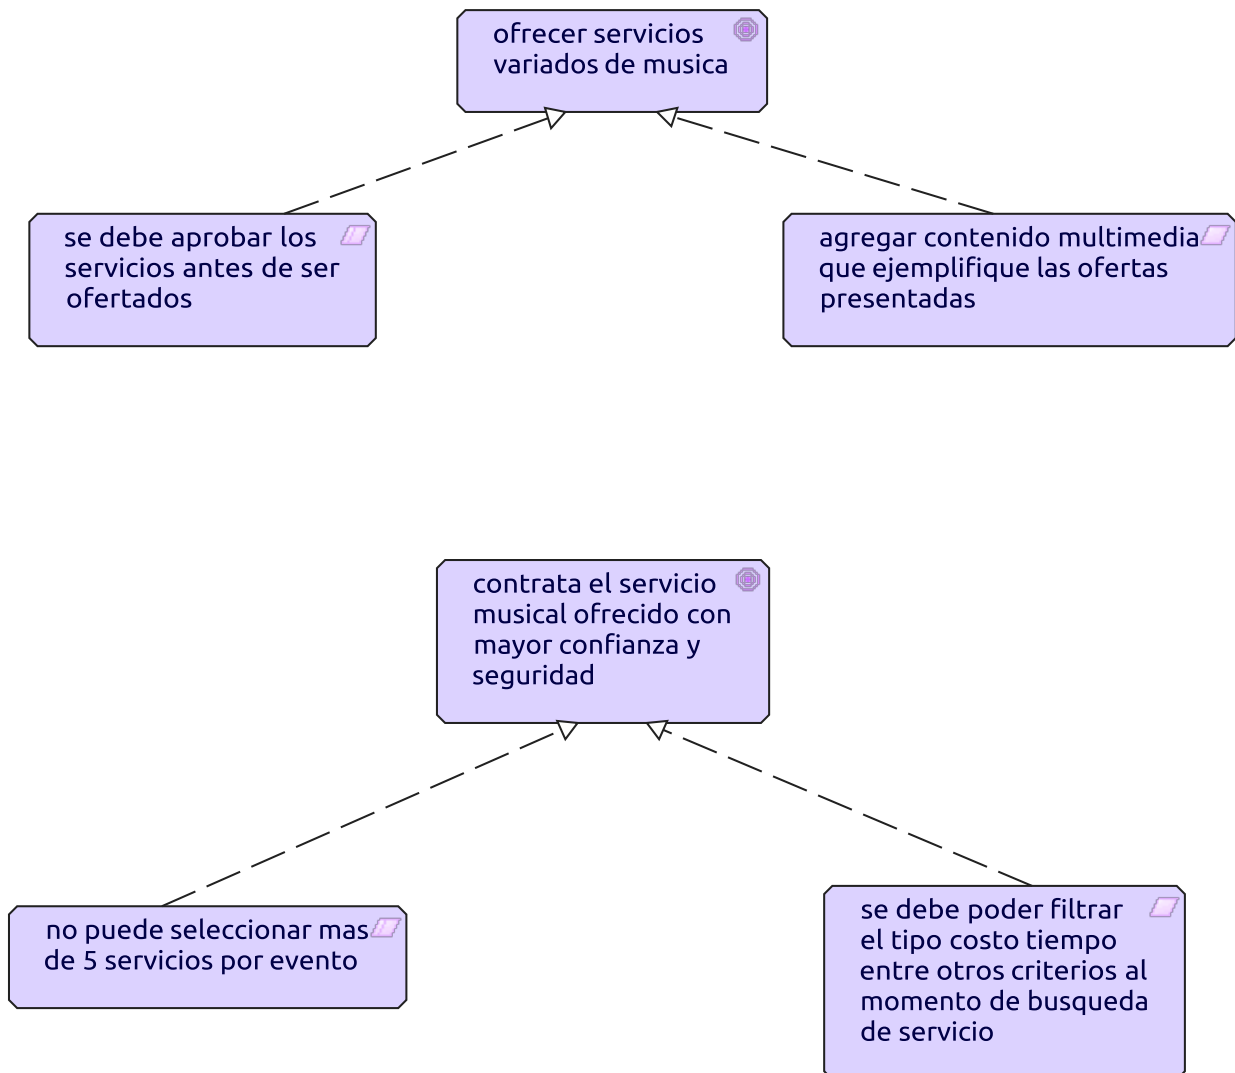 ofrecer servicios
variados de musica
se debe aprobar los
servicios antes de ser
ofertados
agregar contenido multimedia
que ejemplifique las ofertas
presentadas
contrata el servicio
musical ofrecido con
mayor confianza y
seguridad
no puede seleccionar mas
de 5 servicios por evento
se debe poder filtrar
el tipo costo tiempo
entre otros criterios al
momento de busqueda
de servicio